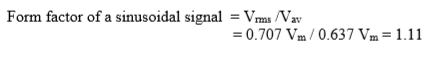 Form factor of a sinusoidal signal = Vrms /Vav
= 0.707 Vm / 0.637 Vm = 1.11